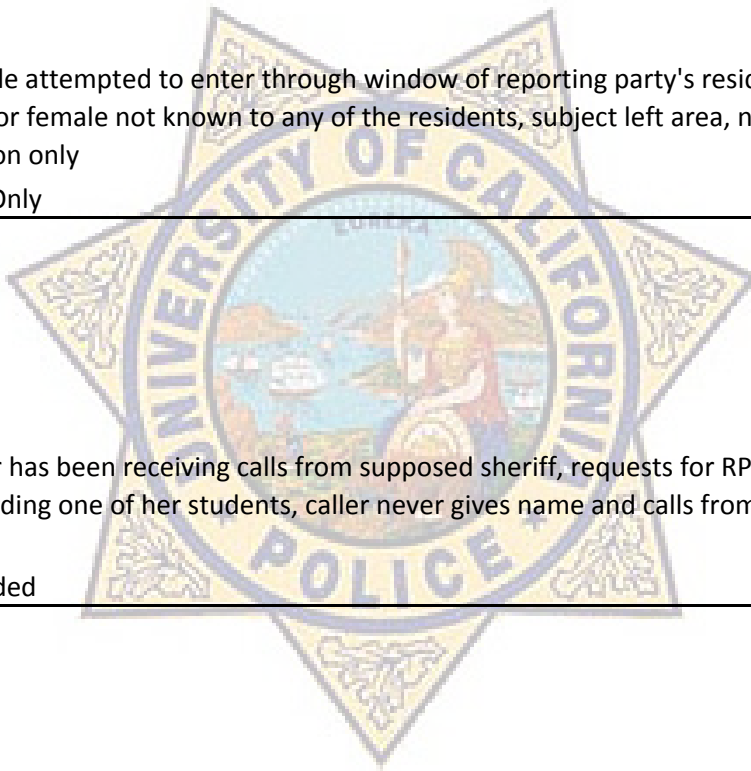 le attempted to enter through window of reporting party's resid
or female not known to any of the residents, subject left area, n
on only
Only
UNIVERSITY OF CALIFORNIA
EUREKA
r has been receiving calls from supposed sheriff, requests for RP
ding one of her students, caller never gives name and calls from
POLICE
ded